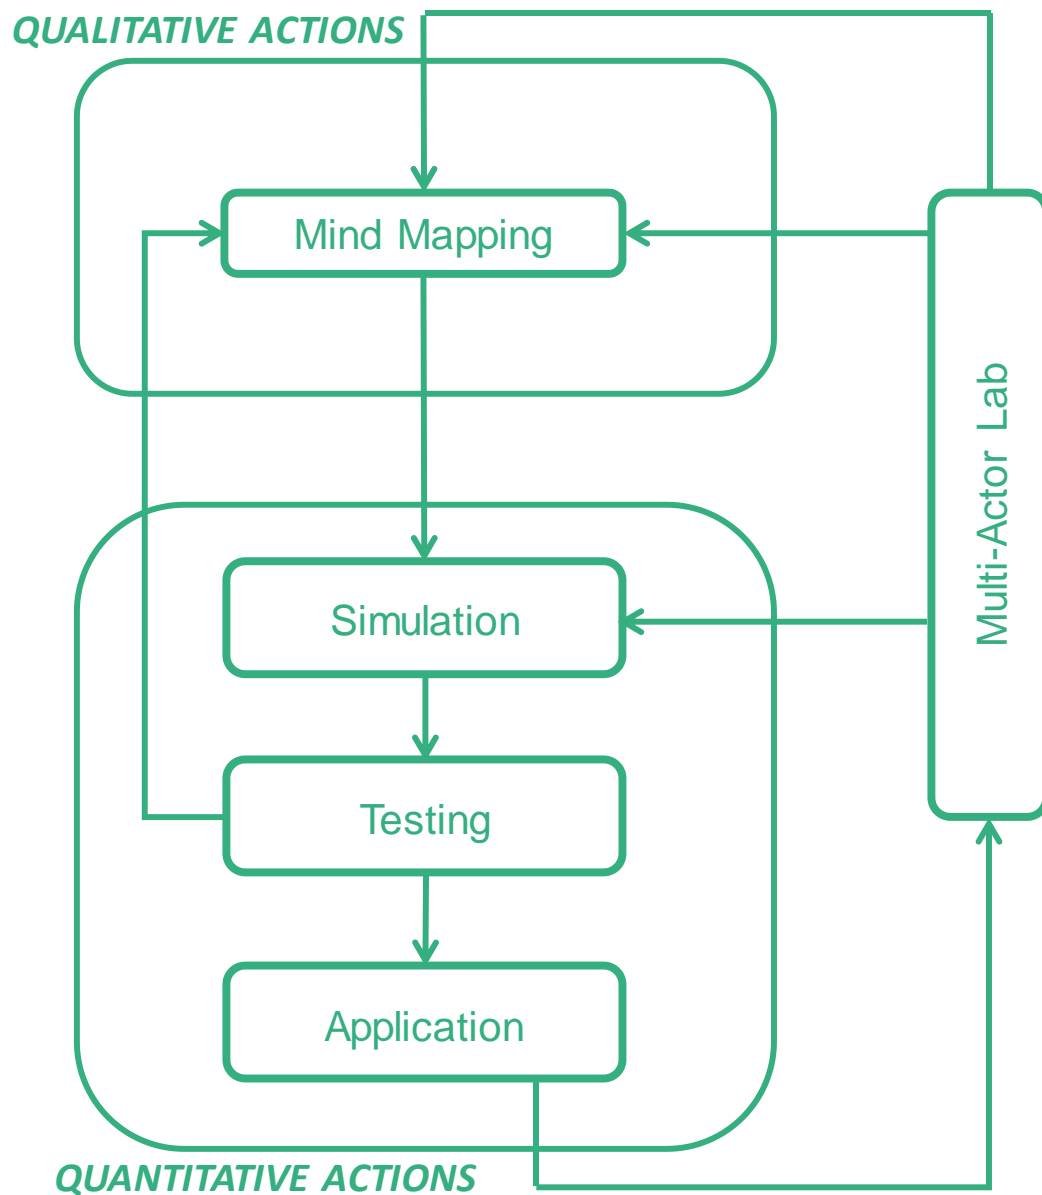 QUALITATIVE ACTIONS
Mind Mapping
Multi-Actor Lab
Simulation
Testing
Application
QUANTITATIVE ACTIONS